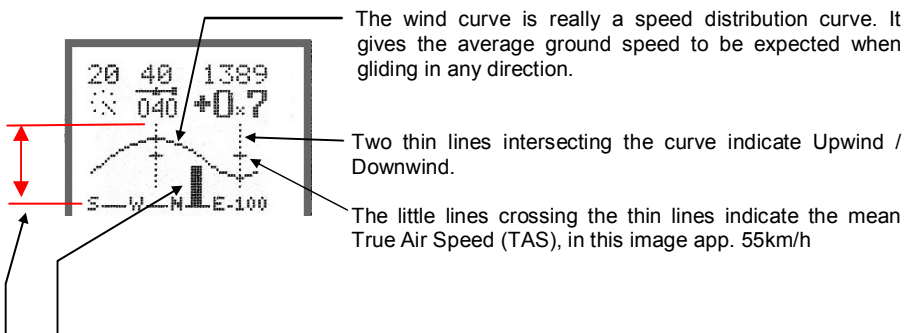 The wind curve is really a speed distribution curve. It
gives the average ground speed to be expected when
gliding in any direction.
20 40 1389
040 +0.7
Two thin lines intersecting the curve indicate Upwind /
Downwind.
S W N E-100
The little lines crossing the thin lines indicate the mean
True Air Speed (TAS), in this image app. 55km/h